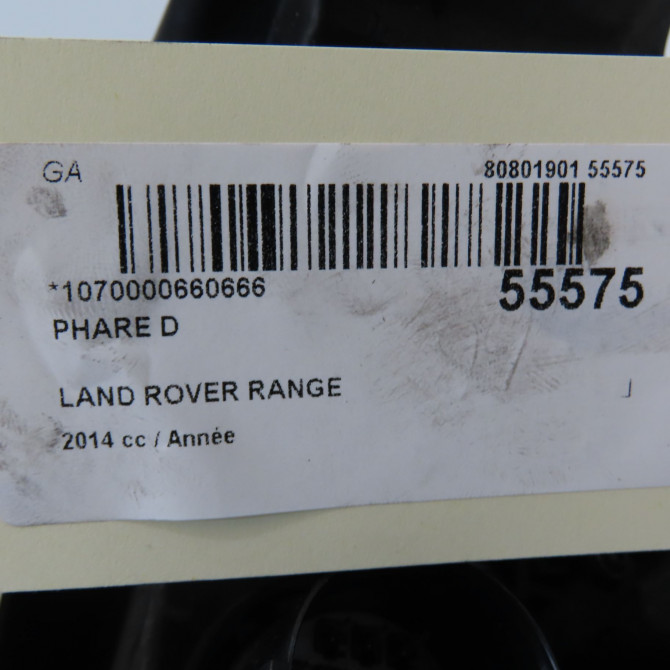 GA
80801901 55575
*1070000660666
55575
PHARE D
LAND ROVER RANGE
2014 cc / Année